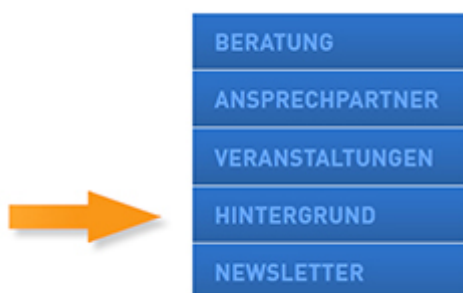 BERATUNG
ANSPRECHPARTNER
VERANSTALTUNGEN
HINTERGRUND
NEWSLETTER